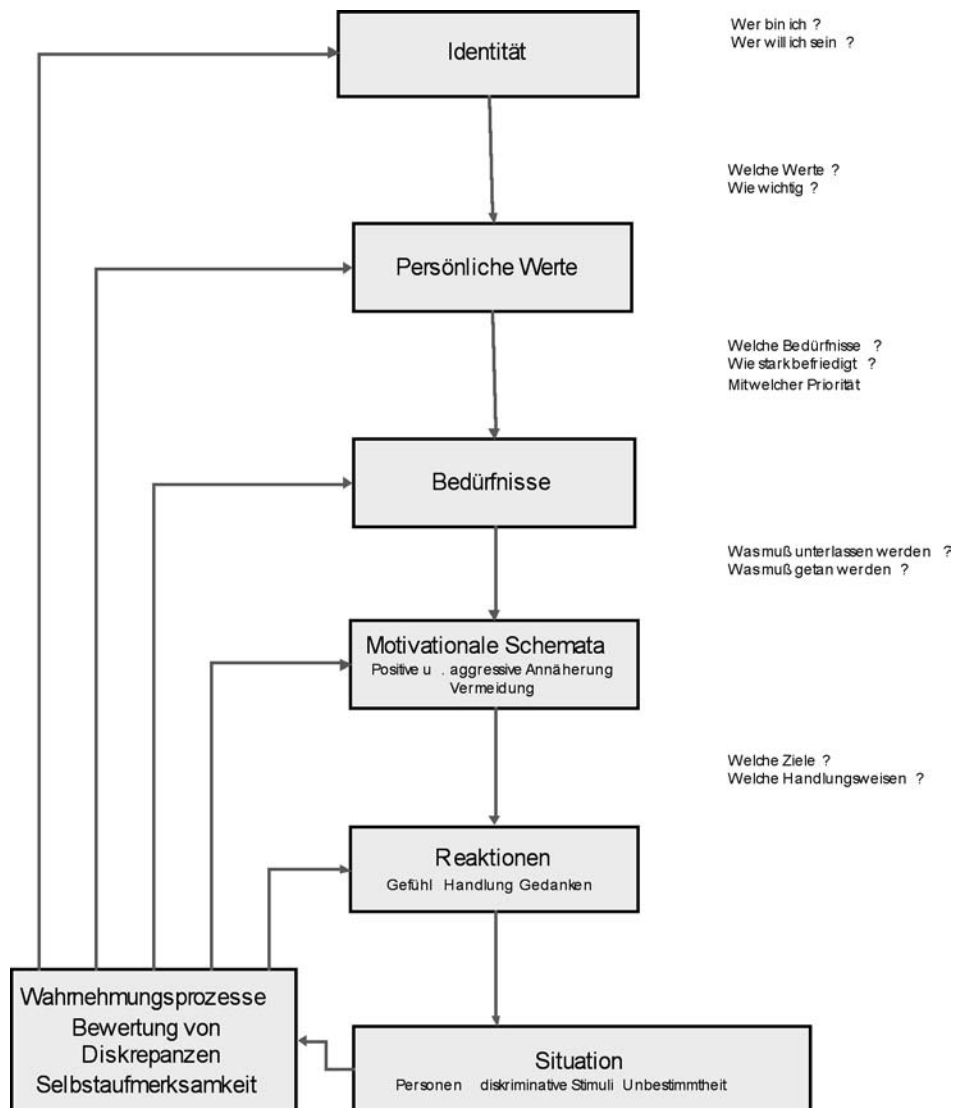 Identität
Wer bin ich ?
Wer will ich sein ?
Welche Werte ?
Wie wichtig ?
Persönliche Werte
Welche Bedürfnisse ?
Wie stark befriedigt ?
Mit welcher Priorität
Bedürfnisse
Was muß unterlassen werden ?
Was muß getan werden ?
Motivationale Schemata
Positive u . aggressive Annäherung
Vermeidung
Welche Ziele ?
Welche Handlungsweisen ?
Reaktionen
Gefühl Handlung Gedanken
Wahrnehmungsprozesse
Bewertung von
Diskrepanzen
Selbstaufmerksamkeit
Situation
Personen diskriminative Stimuli Unbestimmtheit